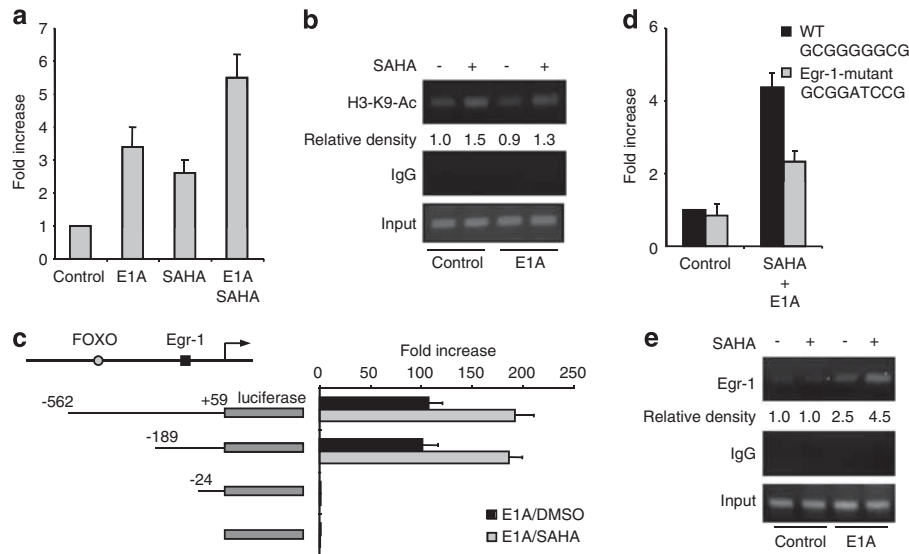 a
Fold increase
7
6
5
4
3
2
1
0
Control E1A SAHA E1A
SAHA
b
SAHA - + - +
H3-K9-Ac
Relative density 1.0 1.5 0.9 1.3
IgG
Input
Control E1A
d
WT
GCGGGGGCG
Egr-1-mutant
GCGGATCCG
Fold increase
6
4
2
0
Control SAHA
+
E1A
c
FOXO Egr-1
Fold increase
0 50 100 150 200 250
-562 +59 luciferase
-189
-24
E1A/DMSO
E1A/SAHA
e
SAHA - + - +
Egr-1
Relative density 1.0 1.0 2.5 4.5
IgG
Input
Control E1A